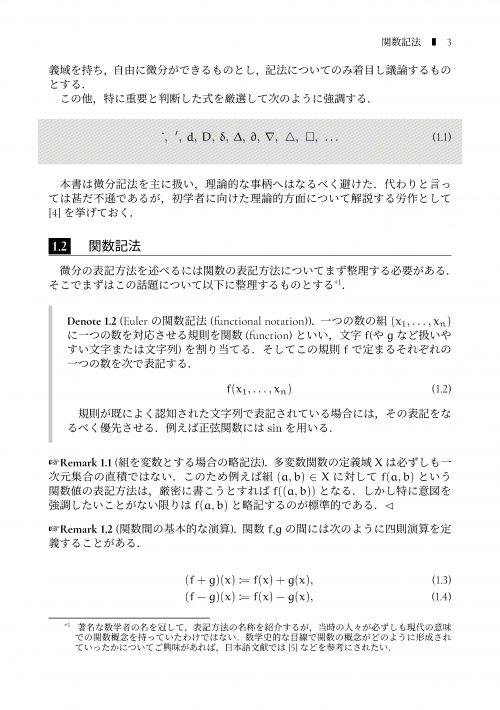 関数記法 3
義域を持ち，自由に微分ができるものとし，記法についてのみ着目し議論するもの
とする．
この他，特に重要と判断した式を厳選して次のように強調する．
˙, ′, d, D, δ, Δ, ∂, ∇, △, □, ... (1.1)
本書は微分記法を主に扱い，理論的な事柄へはなるべく避けた．代わりと言っ
ては甚だ不遜であるが，初学者に向けた理論的方面について解説する労作として
[4] を挙げておく．
1.2 関数記法
微分の表記方法を述べるには関数の表記方法についてまず整理する必要がある．
そこでまずはこの話題について以下に整理するものとする*1．
Denote 1.2 (Euler の関数記法 (functional notation)). 一つの数の組 (x₁, . . . , xₙ)
に一つの数を対応させる規則を関数 (function) といい，文字 f(や g など扱いや
すい文字または文字列) を割り当てる．そしてこの規則 f で定まるそれぞれの
一つの数を次で表記する．
f(x₁, . . . , xₙ) (1.2)
規則が既によく認知された文字列で表記されている場合には，その表記をな
るべく優先させる．例えば正弦関数には sin を用いる．
☞Remark 1.1 (組を変数とする場合の略記法). 多変数関数の定義域 X は必ずしも一
次元集合の直積ではない．このため例えば組 (a, b) ∈ X に対して f(a, b) という
関数値の表記方法は，厳密に書こうとすれば f((a, b)) となる．しかし特に意図を
強調したいことがない限りは f(a, b) と略記するのが標準的である．◁
☞Remark 1.2 (関数間の基本的な演算). 関数 f,g の間には次のように四則演算を定
義することがある．
(f + g)(x) ≔ f(x) + g(x), (1.3)
(f − g)(x) ≔ f(x) − g(x), (1.4)
*1 著名な数学者の名を冠して，表記方法の名称を紹介するが，当時の人々が必ずしも現代の意味
での関数概念を持っていたわけではない．数学史的な目線で関数の概念がどのように形成され
ていったかについてご興味があれば，日本語文献では [5] などを参考にされたい．